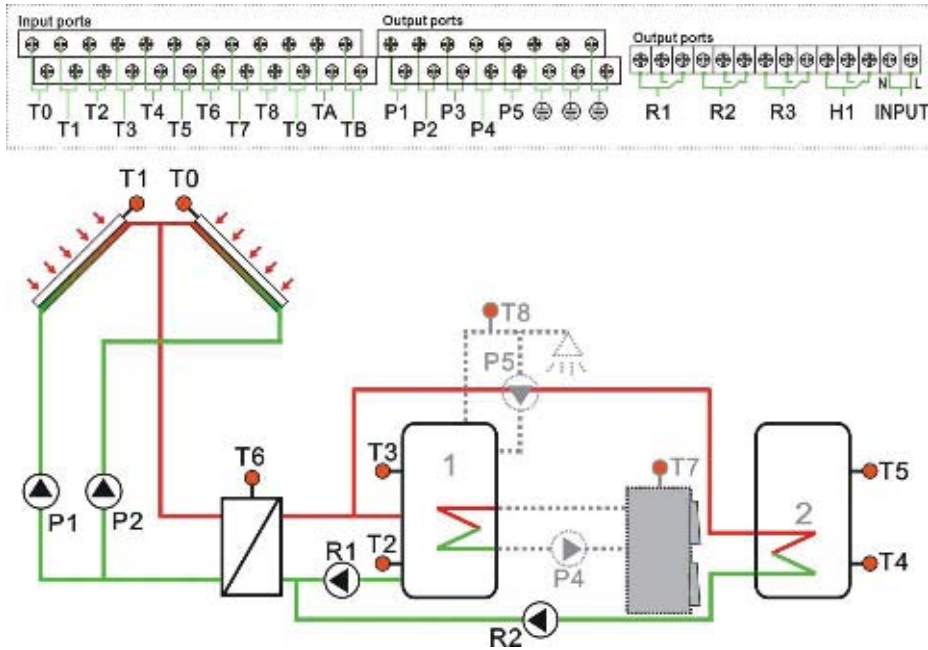 Input ports
Output ports
Output ports
T0 T1 T2 T3 T4 T5 T6 T7 T8 T9 TA TB P1 P2 P3 P4 P5
R1 R2 R3 H1 INPUT
N L
T1 T0
T8
P5
T3 1 T6 T7 T5
P1 P2 2
R1 T2 P4 T4
R2